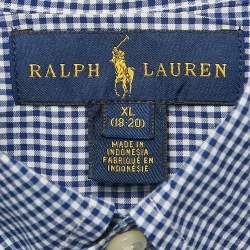 RALPH LAUREN
XL
(18-20)
MADE IN
INDONESIA
FABRIQUÉ EN
INDONÉSIE